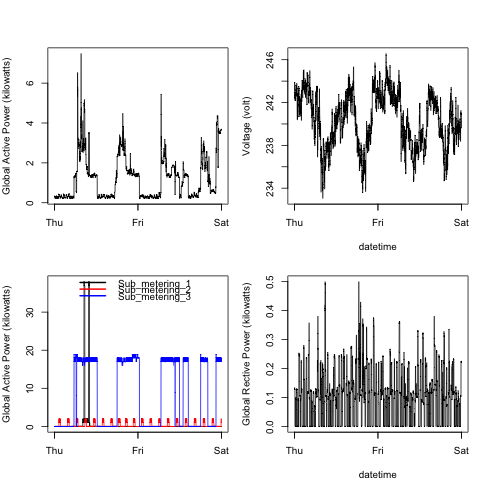 Global Active Power (kilowatts)
0 2 4 6
Thu Fri Sat
Voltage (volt)
234 238 242 246
Thu Fri Sat
datetime
Global Active Power (kilowatts)
0 10 20 30
Sub_metering_1
Sub_metering_2
Sub_metering_3
Thu Fri Sat
Global Rective Power (kilowatts)
0.0 0.1 0.2 0.3 0.4 0.5
Thu Fri Sat
datetime